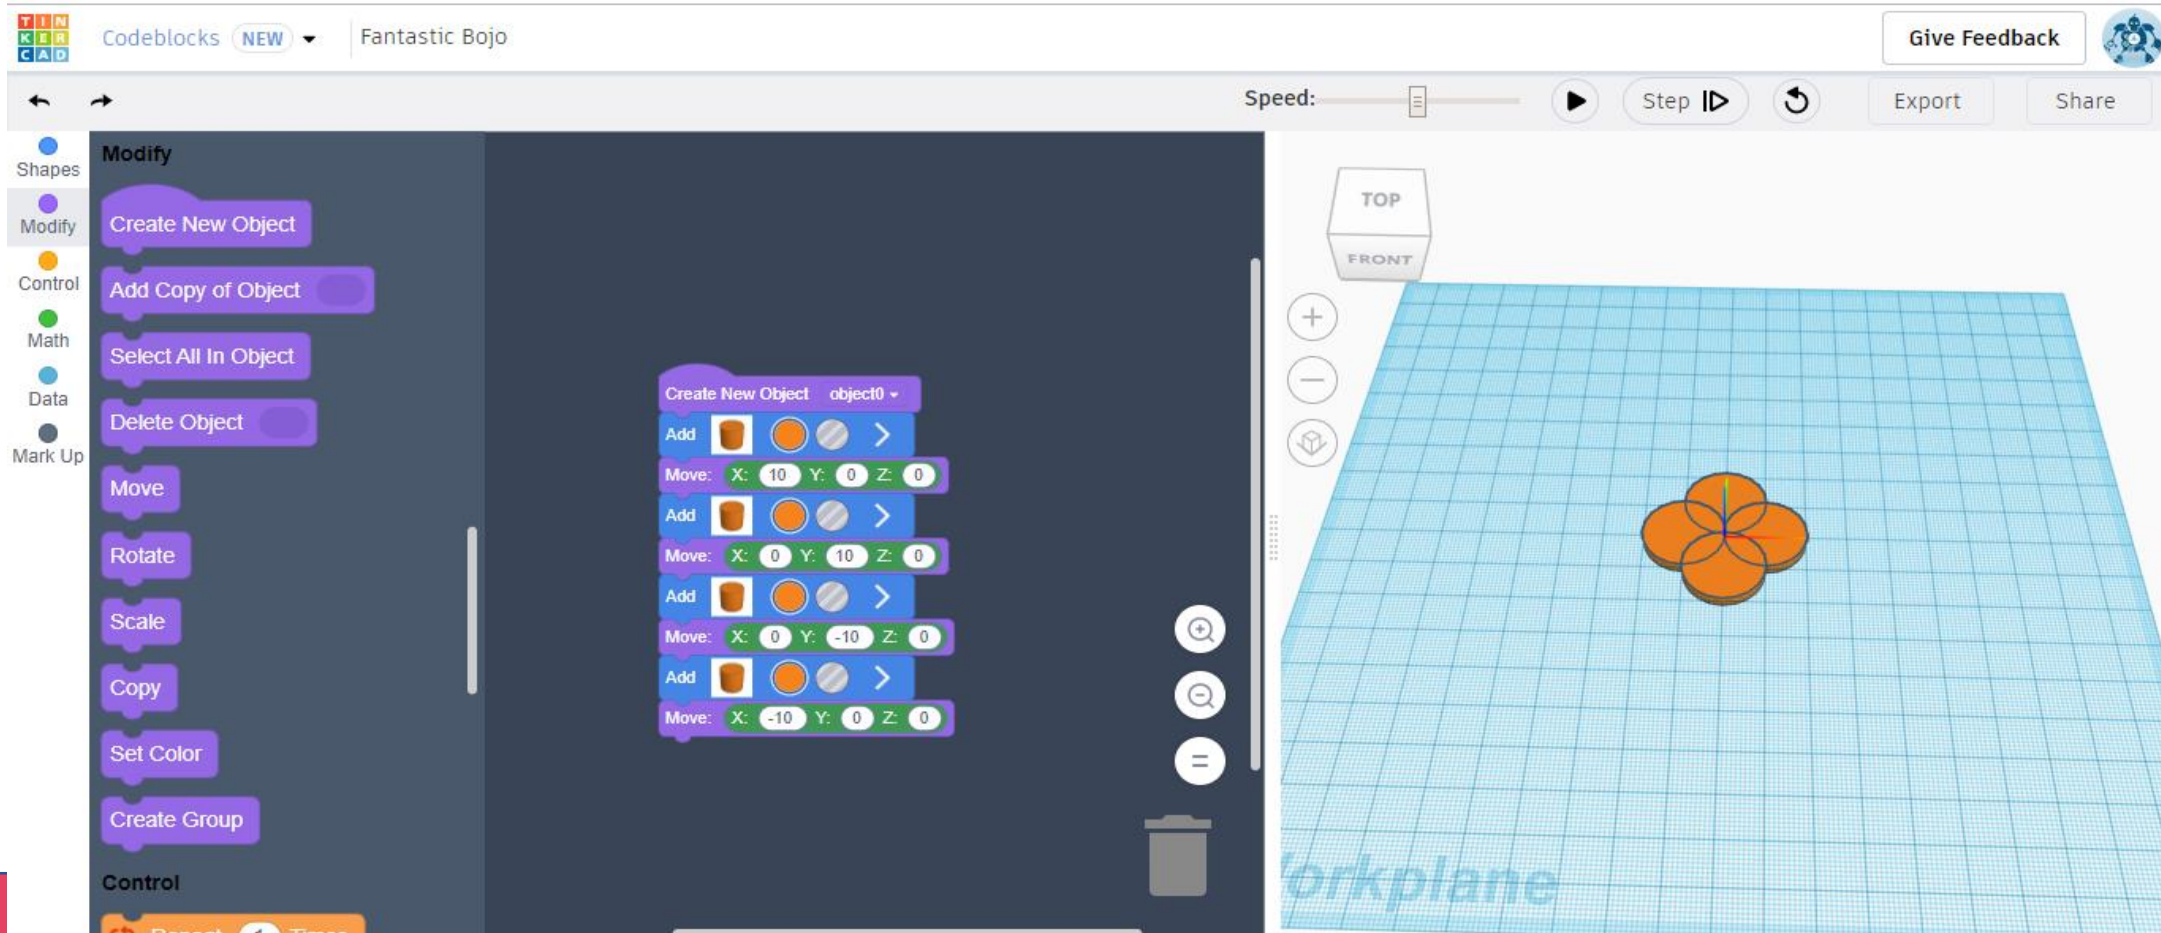 TIN
KER
CAD
Codeblocks NEW
Fantastic Bojo
Give Feedback
Speed:
Step
Export
Share
Shapes
Modify
Control
Math
Data
Mark Up
Modify
Create New Object
Add Copy of Object
Select All In Object
Delete Object
Move
Rotate
Scale
Copy
Set Color
Create Group
Control
Repeat 1 Times
Create New Object object0
Add
Move: X: 10 Y: 0 Z: 0
Add
Move: X: 0 Y: 10 Z: 0
Add
Move: X: 0 Y: -10 Z: 0
Add
Move: X: -10 Y: 0 Z: 0
TOP
FRONT
orkplane